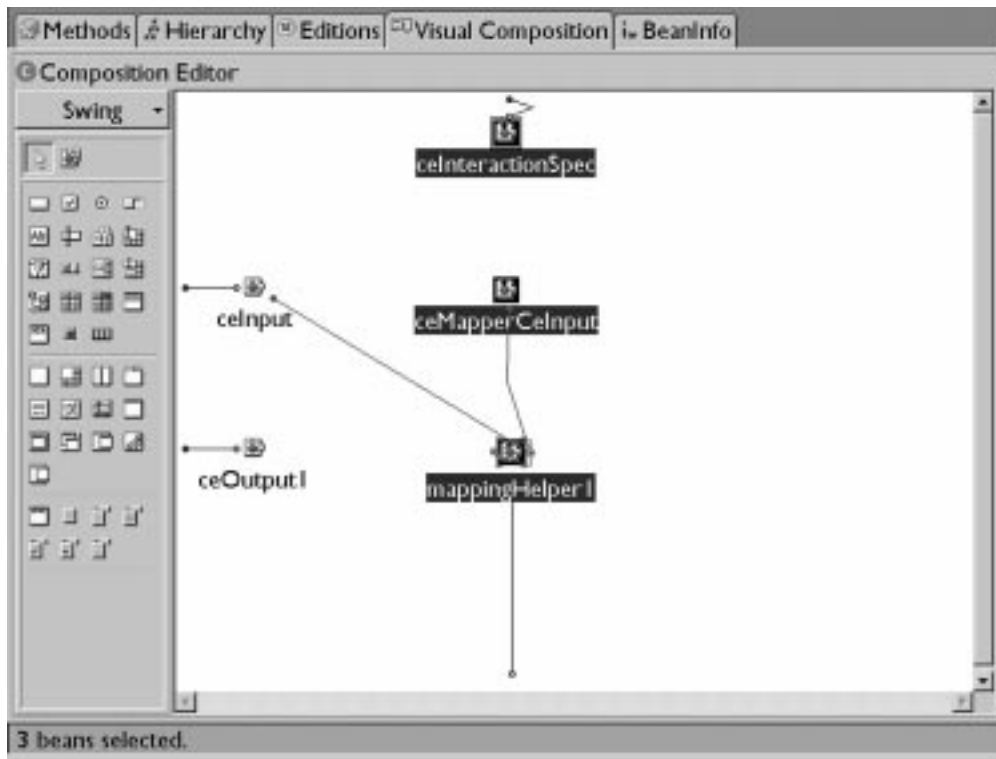 Methods Hierarchy Editions Visual Composition BeanInfo
Composition Editor
Swing
ceInteractionSpec
ceInput
ceMapperCeInput
ceOutput1
mappingHelper1
3 beans selected.